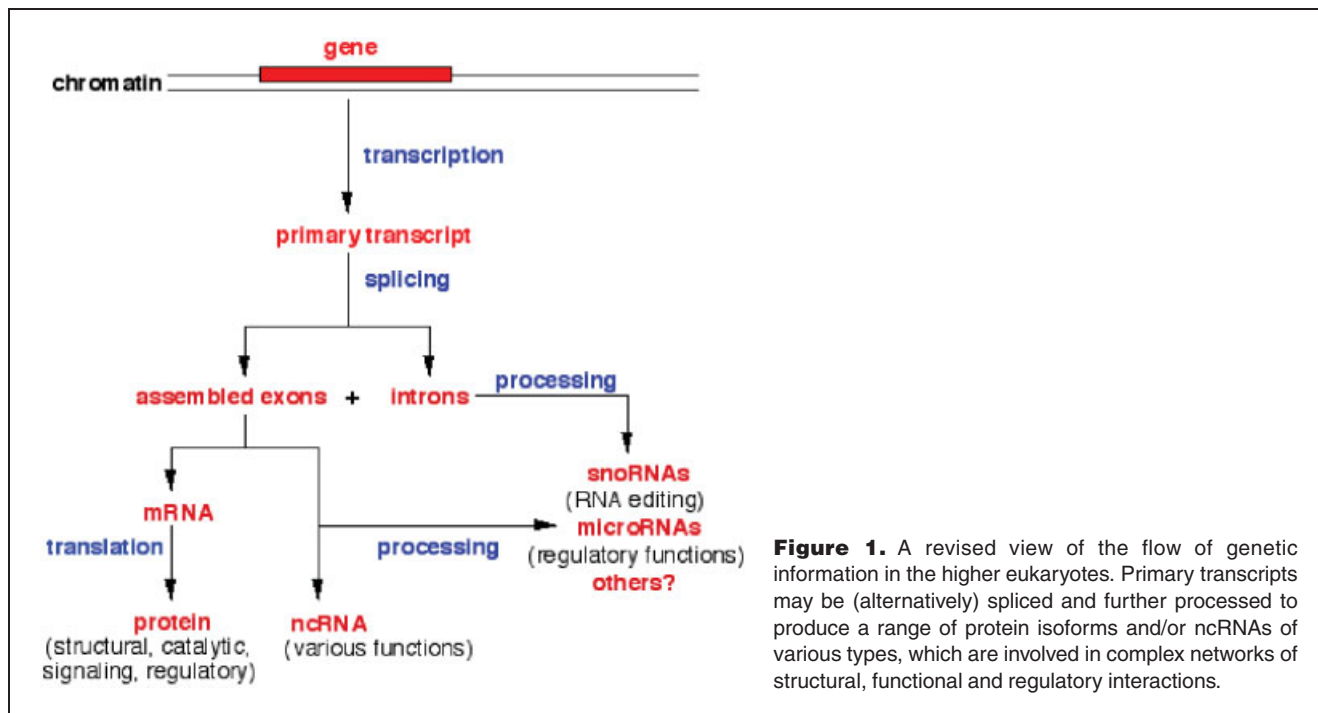 gene
chromatin
transcription
primary transcript
splicing
assembled exons + introns
processing
snoRNAs
(RNA editing)
microRNAs
(regulatory functions)
others?
mRNA
translation
processing
protein
(structural, catalytic,
signaling, regulatory)
ncRNA
(various functions)
Figure 1. A revised view of the flow of genetic
information in the higher eukaryotes. Primary transcripts
may be (alternatively) spliced and further processed to
produce a range of protein isoforms and/or ncRNAs of
various types, which are involved in complex networks of
structural, functional and regulatory interactions.